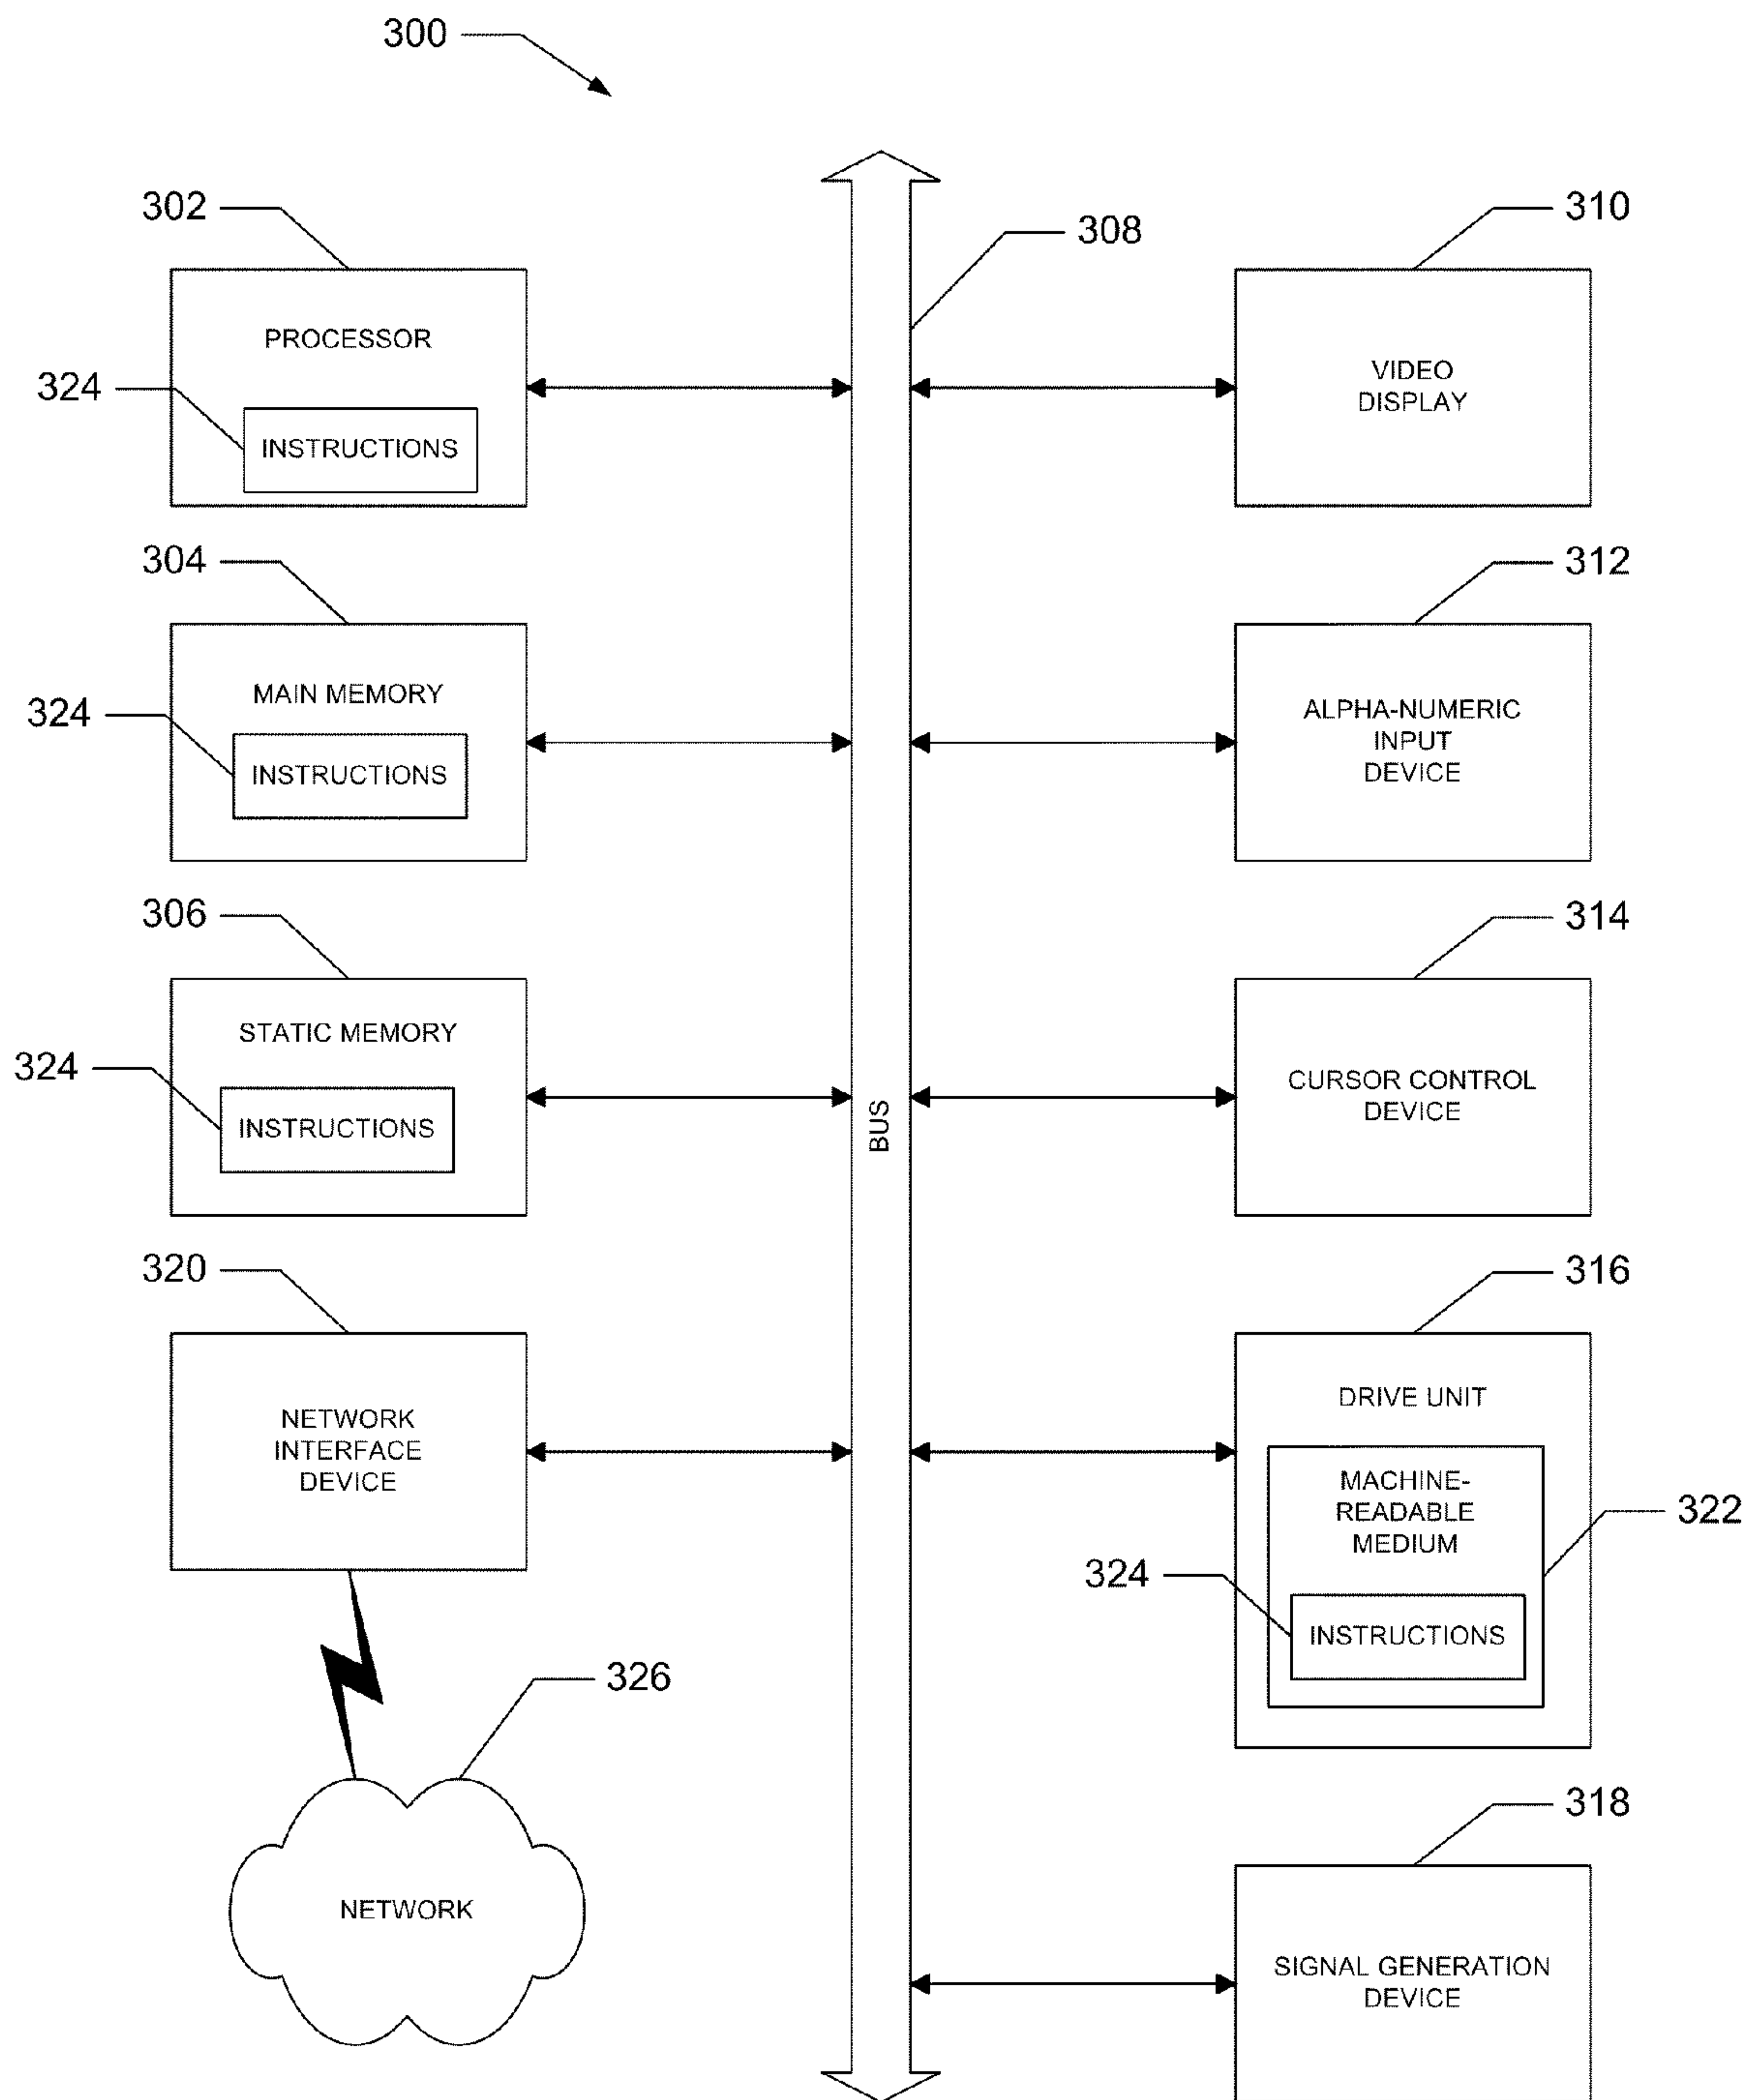 300
302
308
310
PROCESSOR
324
INSTRUCTIONS
VIDEO
DISPLAY
304
312
MAIN MEMORY
324
INSTRUCTIONS
ALPHA-NUMERIC
INPUT
DEVICE
306
314
STATIC MEMORY
324
INSTRUCTIONS
BUS
CURSOR CONTROL
DEVICE
320
316
NETWORK
INTERFACE
DEVICE
DRIVE UNIT
MACHINE-
READABLE
MEDIUM
322
324
INSTRUCTIONS
326
NETWORK
318
SIGNAL GENERATION
DEVICE